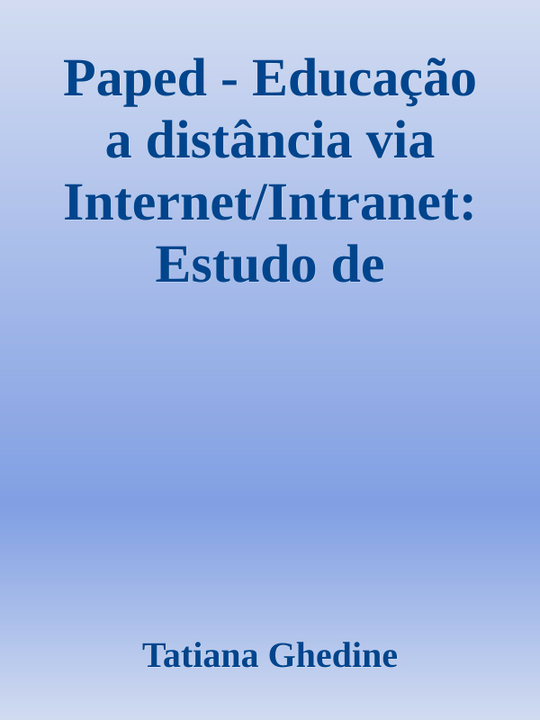 Paped - Educação
a distância via
Internet/Intranet:
Estudo de
Tatiana Ghedine